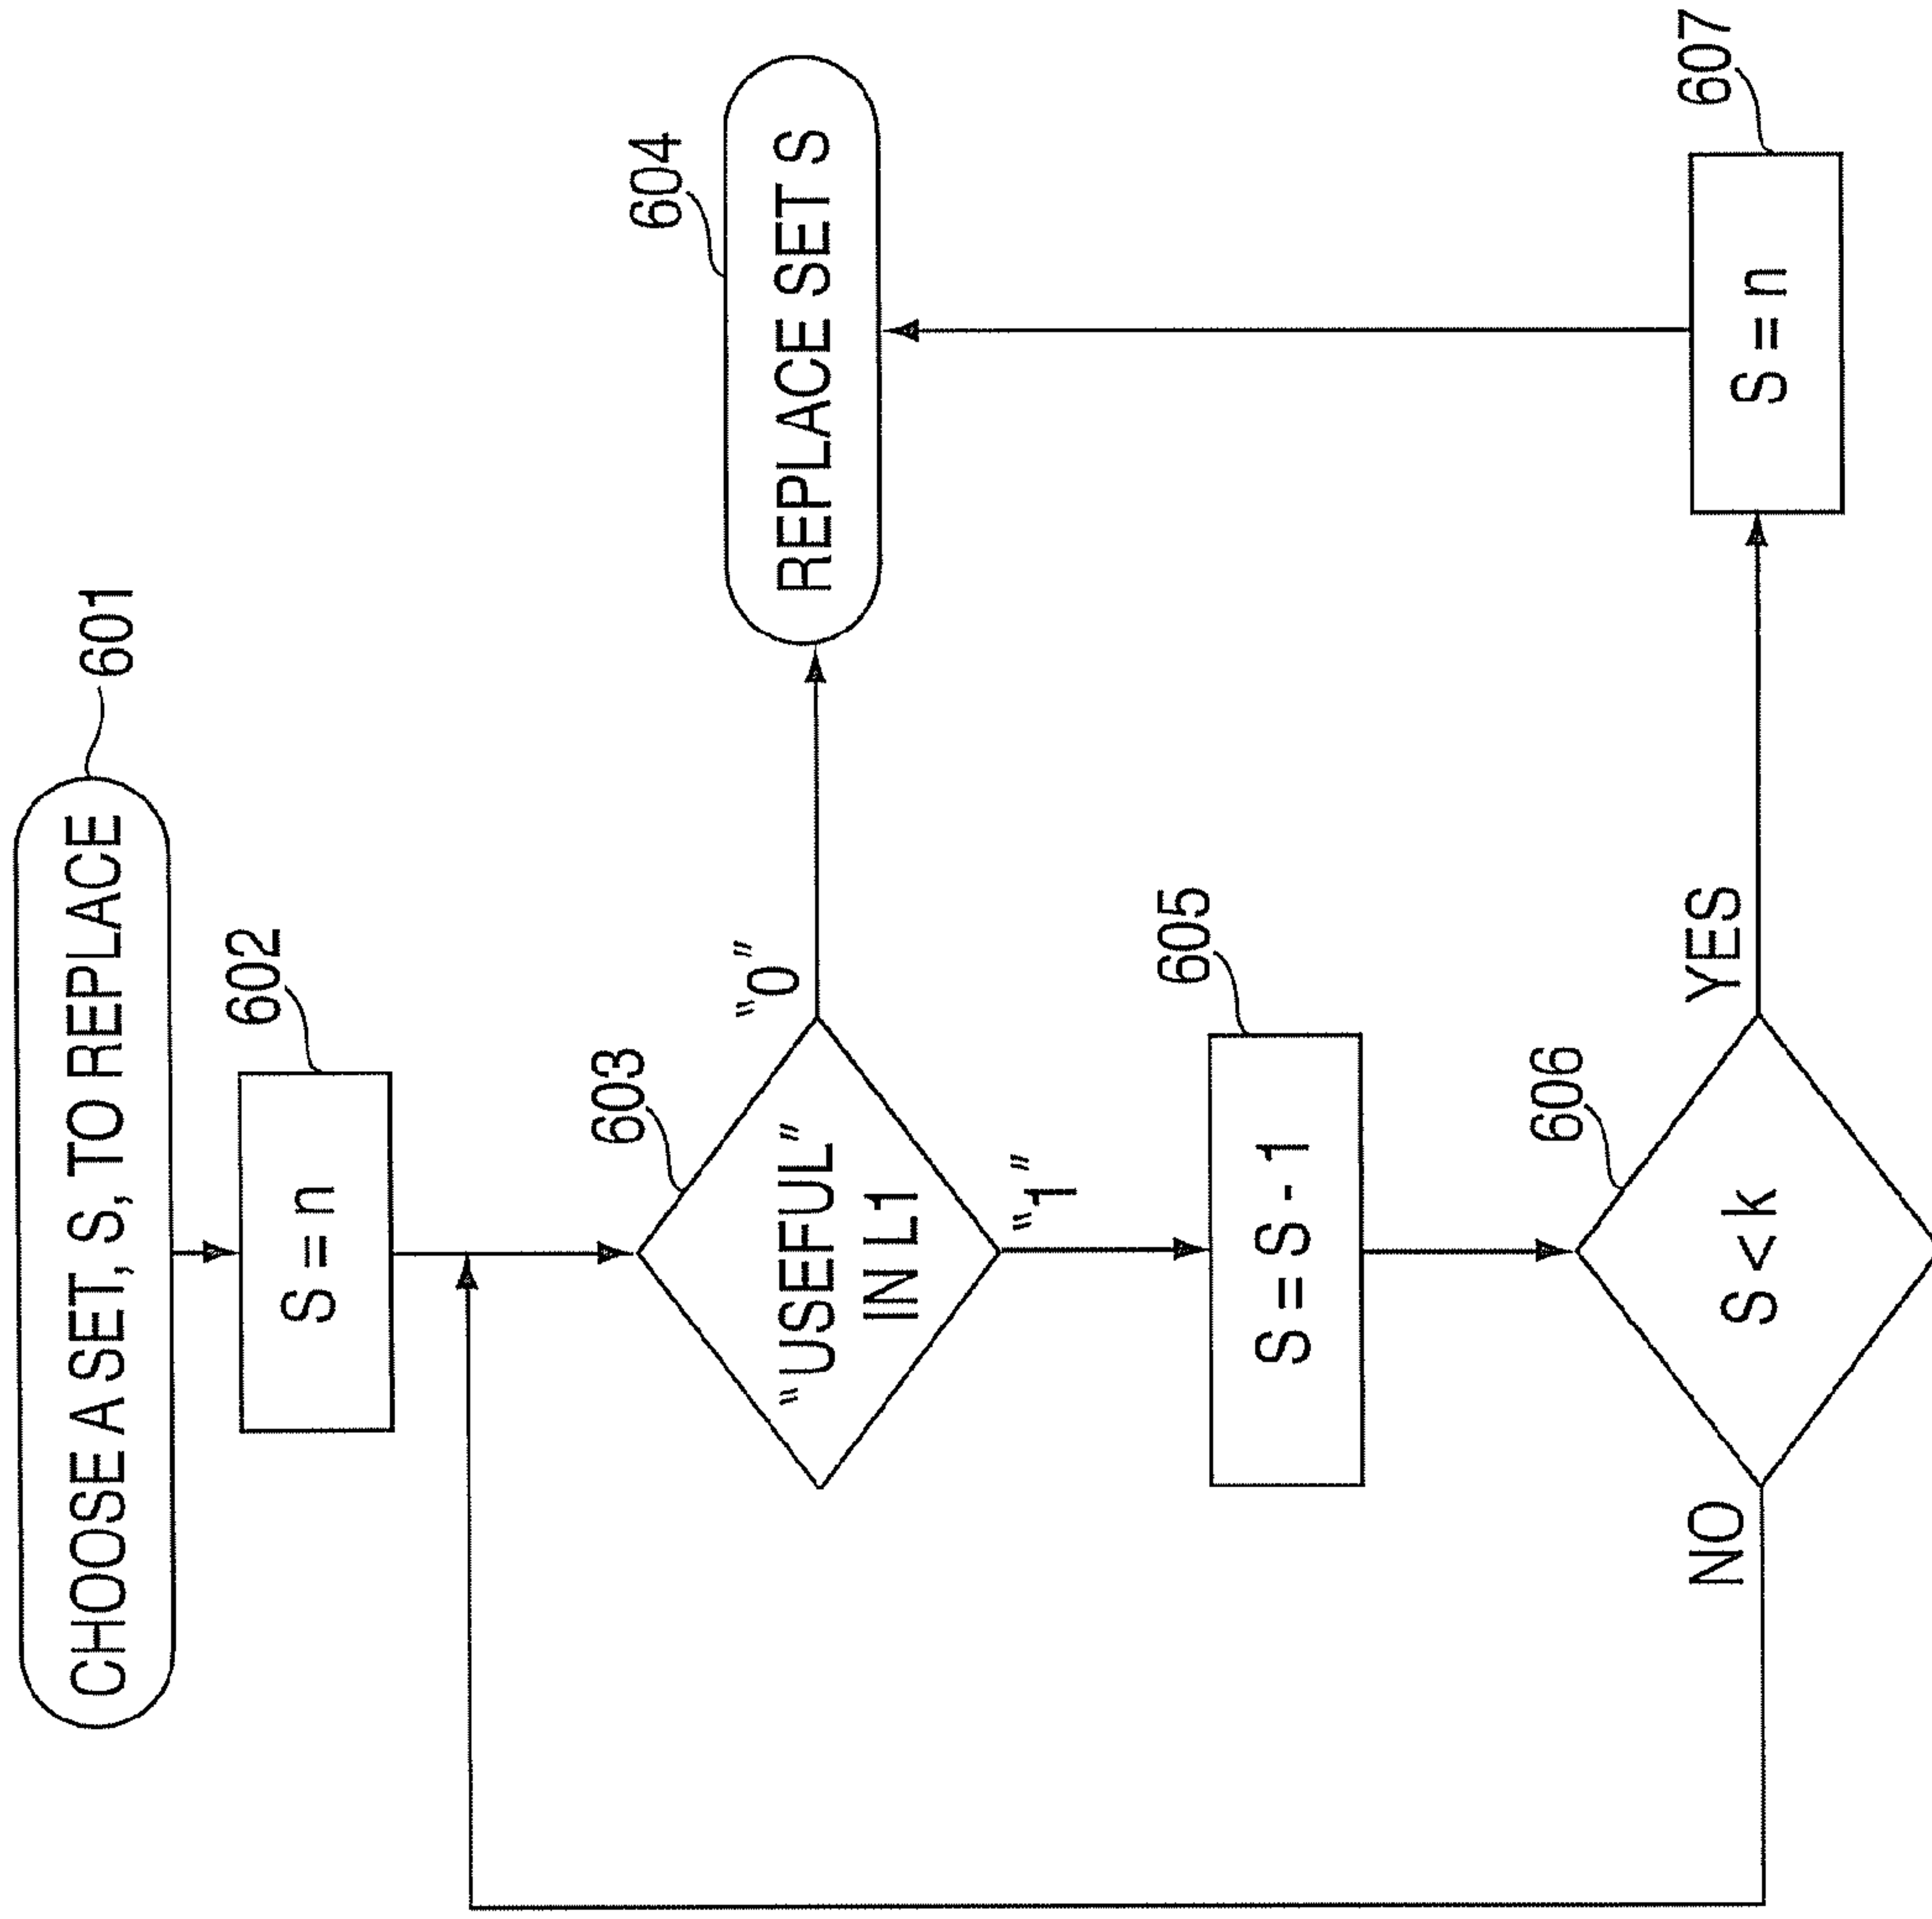 CHOOSE A SET, S, TO REPLACE
601
S = n
602
"USEFUL"
IN L1
603
"0"
REPLACE SET S
604
"1"
S = S - 1
605
S < k
606
NO
YES
S = n
607